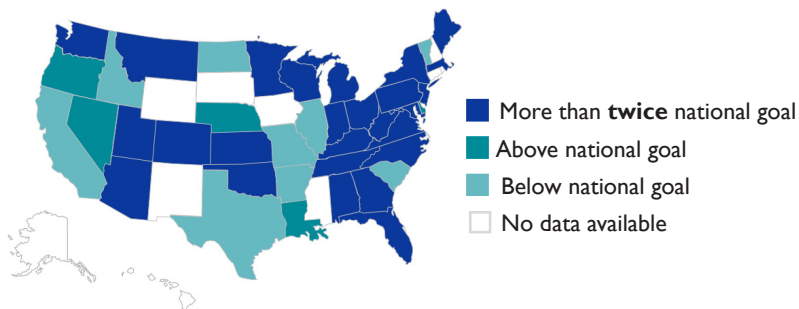 More than twice national goal
Above national goal
Below national goal
No data available